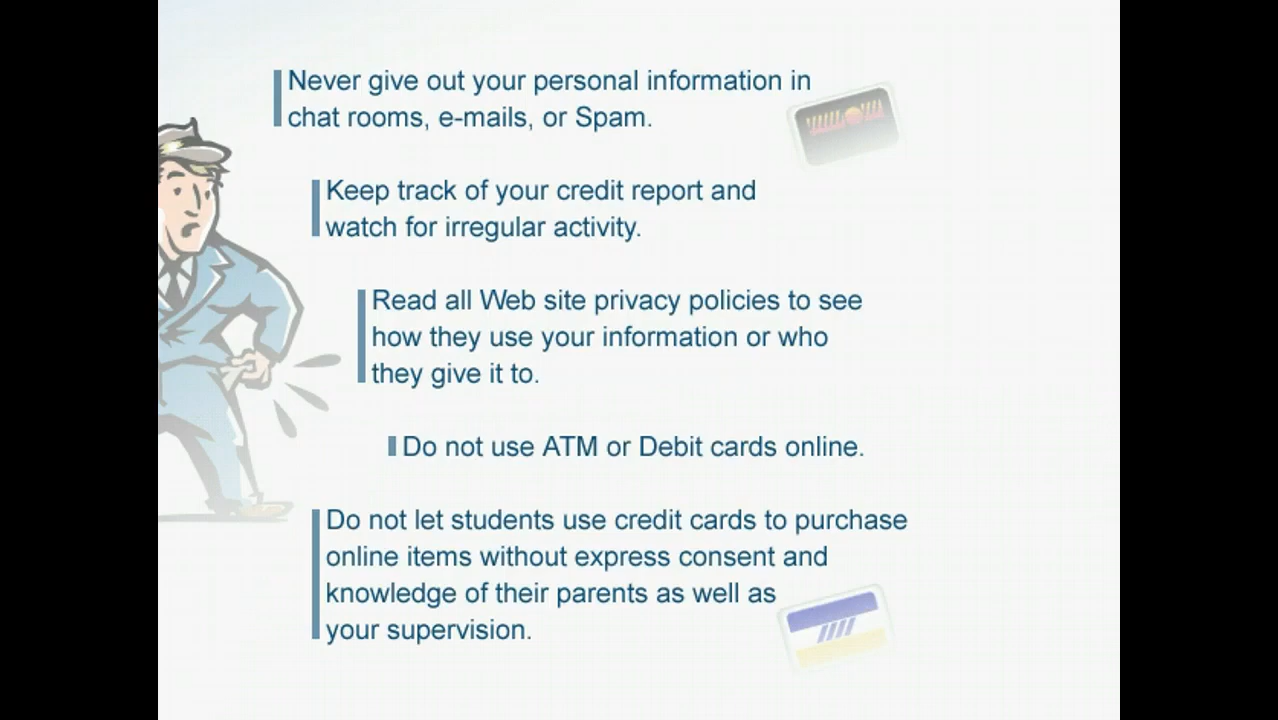 Never give out your personal information in
chat rooms, e-mails, or Spam.
Keep track of your credit report and
watch for irregular activity.
Read all Web site privacy policies to see
how they use your information or who
they give it to.
Do not use ATM or Debit cards online.
Do not let students use credit cards to purchase
online items without express consent and
knowledge of their parents as well as
your supervision.